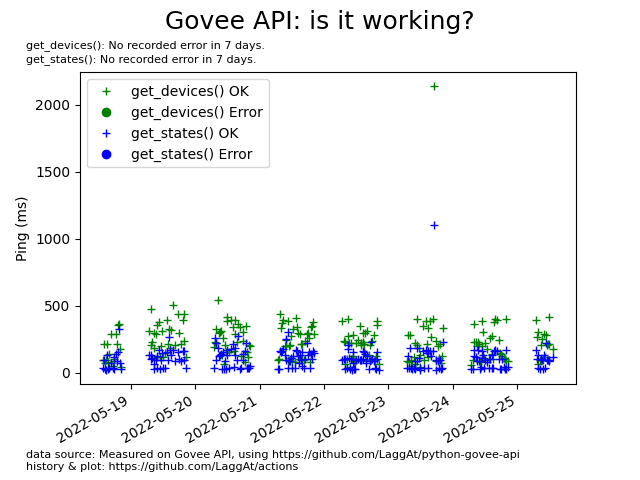 Govee API: is it working?
get_devices(): No recorded error in 7 days.
get_states(): No recorded error in 7 days.
get_devices() OK
get_devices() Error
get_states() OK
get_states() Error
Ping (ms)
2000
1500
1000
500
0
2022-05-19
2022-05-20
2022-05-21
2022-05-22
2022-05-23
2022-05-24
2022-05-25
data source: Measured on Govee API, using https://github.com/LaggAt/python-govee-api
history & plot: https://github.com/LaggAt/actions